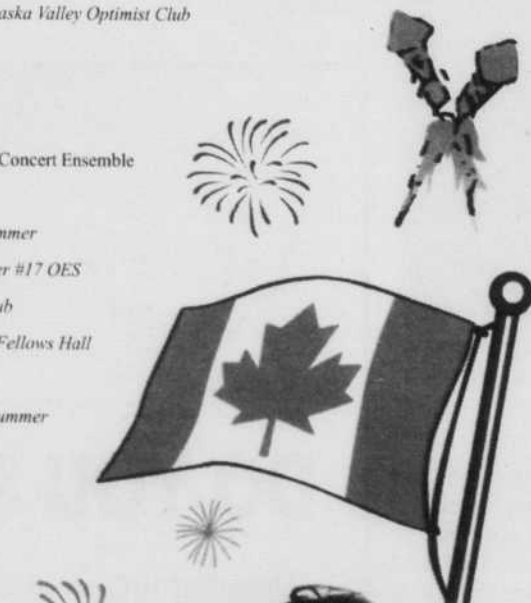 aska Valley Optimist Club
Concert Ensemble
mmer
er #17 OES
ub
Fellows Hall
ummer